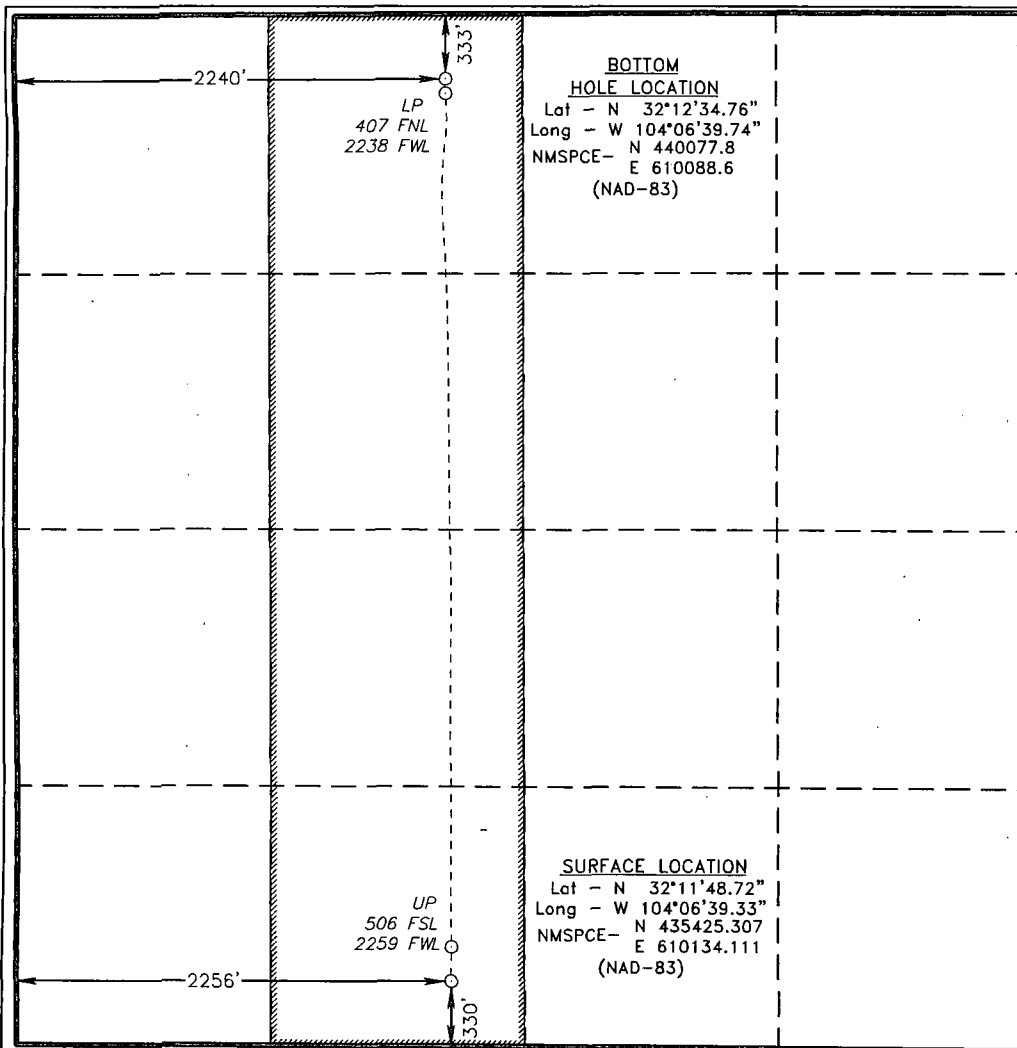 333'
2240'
LP
407 FNL
2238 FWL
BOTTOM
HOLE LOCATION
Lat - N 32°12'34.76"
Long - W 104°06'39.74"
NMSPCE- N 440077.8
E 610088.6
(NAD-83)
UP
506 FSL
2259 FWL
2256'
330'
SURFACE LOCATION
Lat - N 32°11'48.72"
Long - W 104°06'39.33"
NMSPCE- N 435425.307
E 610134.111
(NAD-83)